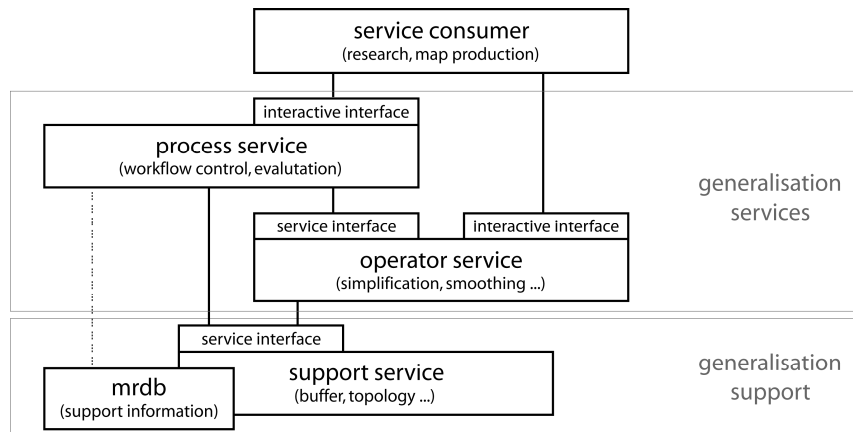 service consumer
(research, map production)
interactive interface
process service
(workflow control, evalutation)
generalisation
services
service interface
interactive interface
operator service
(simplification, smoothing ...)
service interface
support service
(buffer, topology ...)
mrdb
(support information)
generalisation
support